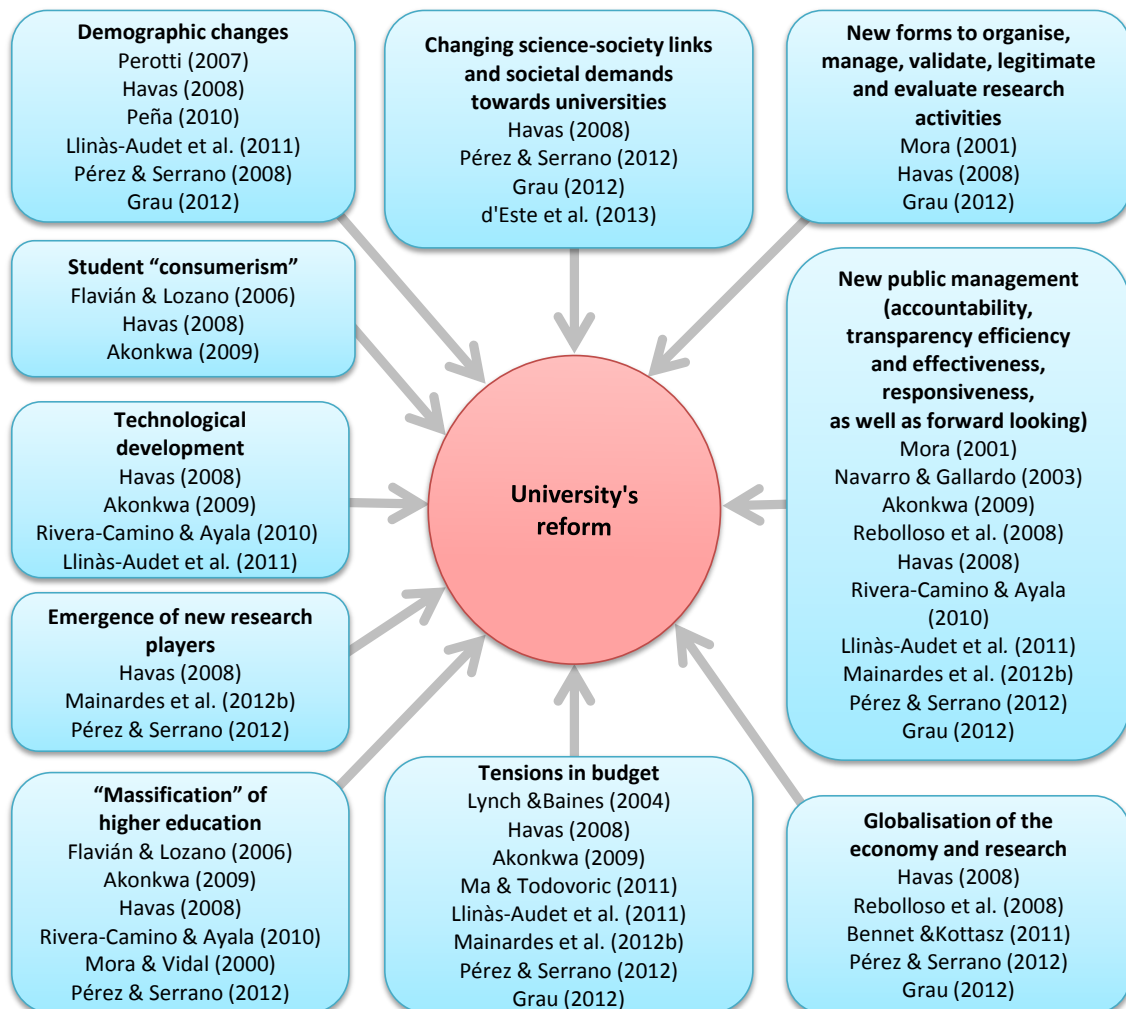 Demographic changes
Perotti (2007)
Havas (2008)
Peña (2010)
Llinàs-Audet et al. (2011)
Pérez & Serrano (2008)
Grau (2012)
Changing science-society links
and societal demands
towards universities
Havas (2008)
Pérez & Serrano (2012)
Grau (2012)
d'Este et al. (2013)
New forms to organise,
manage, validate, legitimate
and evaluate research
activities
Mora (2001)
Havas (2008)
Grau (2012)
Student “consumerism”
Flavián & Lozano (2006)
Havas (2008)
Akonkwa (2009)
New public management
(accountability,
transparency efficiency
and effectiveness,
responsiveness,
as well as forward looking)
Mora (2001)
Navarro & Gallardo (2003)
Akonkwa (2009)
Rebolloso et al. (2008)
Havas (2008)
Rivera-Camino & Ayala
(2010)
Llinàs-Audet et al. (2011)
Mainardes et al. (2012b)
Pérez & Serrano (2012)
Grau (2012)
Technological
development
Havas (2008)
Akonkwa (2009)
Rivera-Camino & Ayala (2010)
Llinàs-Audet et al. (2011)
University's
reform
Emergence of new research
players
Havas (2008)
Mainardes et al. (2012b)
Pérez & Serrano (2012)
“Massification” of
higher education
Flavián & Lozano (2006)
Akonkwa (2009)
Havas (2008)
Rivera-Camino & Ayala (2010)
Mora & Vidal (2000)
Pérez & Serrano (2012)
Tensions in budget
Lynch &Baines (2004)
Havas (2008)
Akonkwa (2009)
Ma & Todovoric (2011)
Llinàs-Audet et al. (2011)
Mainardes et al. (2012b)
Pérez & Serrano (2012)
Grau (2012)
Globalisation of the
economy and research
Havas (2008)
Rebolloso et al. (2008)
Bennet &Kottasz (2011)
Pérez & Serrano (2012)
Grau (2012)